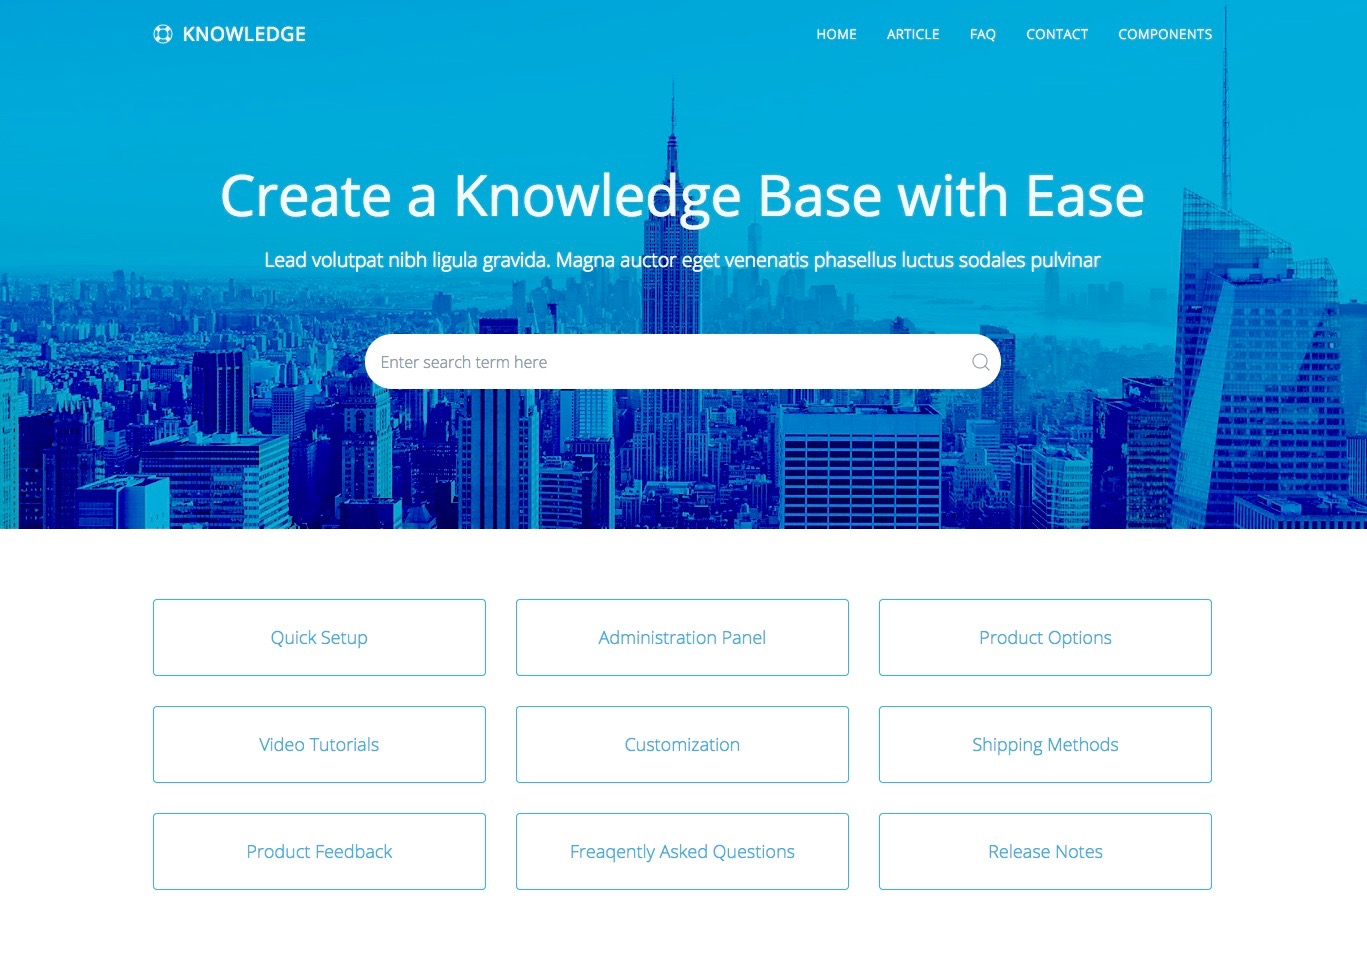 KNOWLEDGE
HOME ARTICLE FAQ CONTACT COMPONENTS
Create a Knowledge Base with Ease
Lead volutpat nibh ligula gravida. Magna auctor eget venenatis phasellus luctus sodales pulvinar
Enter search term here
Quick Setup
Administration Panel
Product Options
Video Tutorials
Customization
Shipping Methods
Product Feedback
Freaqently Asked Questions
Release Notes